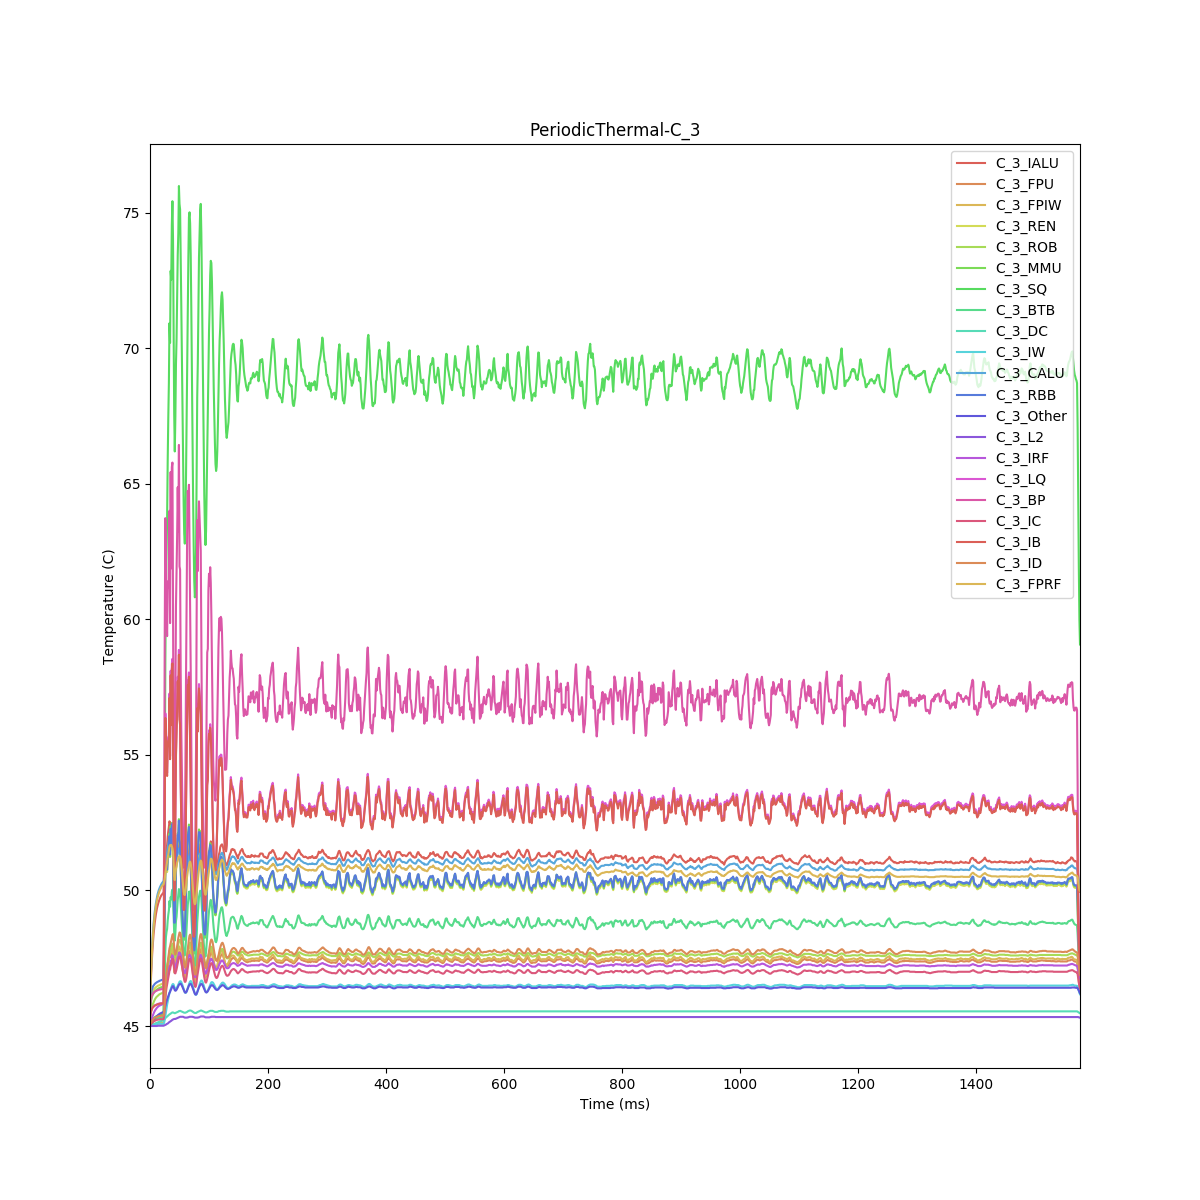 PeriodicThermal-C_3
C_3_IALU
C_3_FPU
C_3_FPIW
C_3_REN
C_3_ROB
C_3_MMU
C_3_SQ
C_3_BTB
C_3_DC
C_3_IW
C_3_CALU
C_3_RBB
C_3_Other
C_3_L2
C_3_IRF
C_3_LQ
C_3_BP
C_3_IC
C_3_IB
C_3_ID
C_3_FPRF
75
70
65
60
55
50
45
Temperature (C)
0 200 400 600 800 1000 1200 1400
Time (ms)